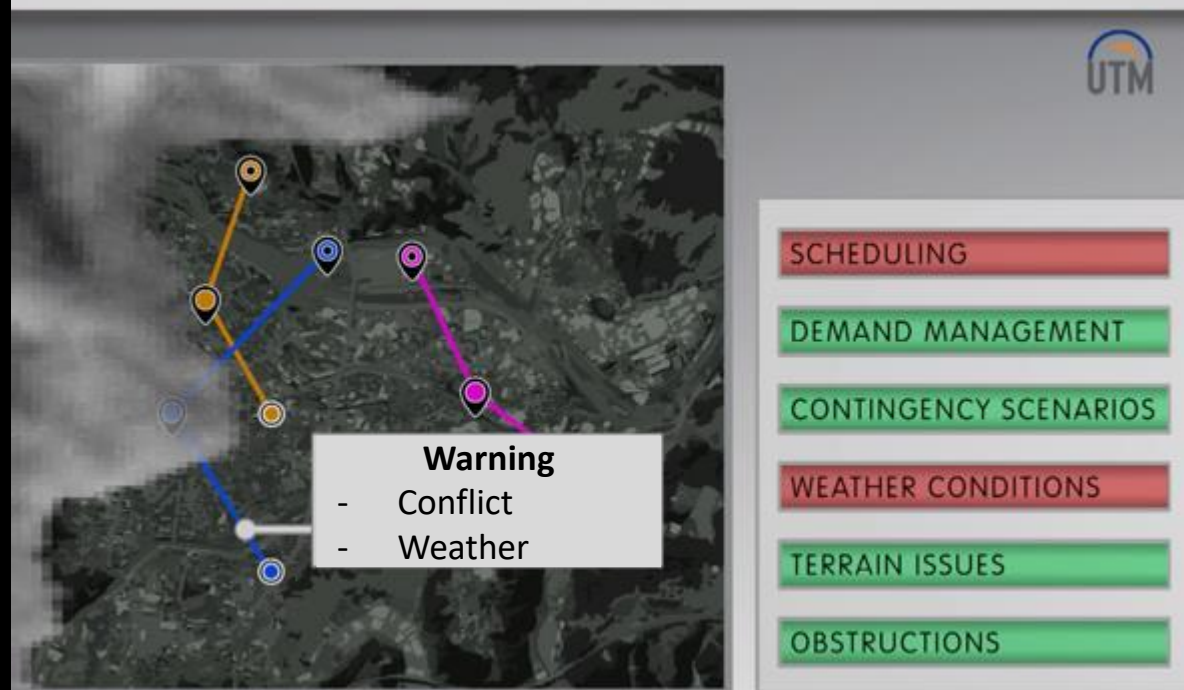 UTM
SCHEDULING
DEMAND MANAGEMENT
CONTINGENCY SCENARIOS
WEATHER CONDITIONS
TERRAIN ISSUES
OBSTRUCTIONS
Warning
- Conflict
- Weather